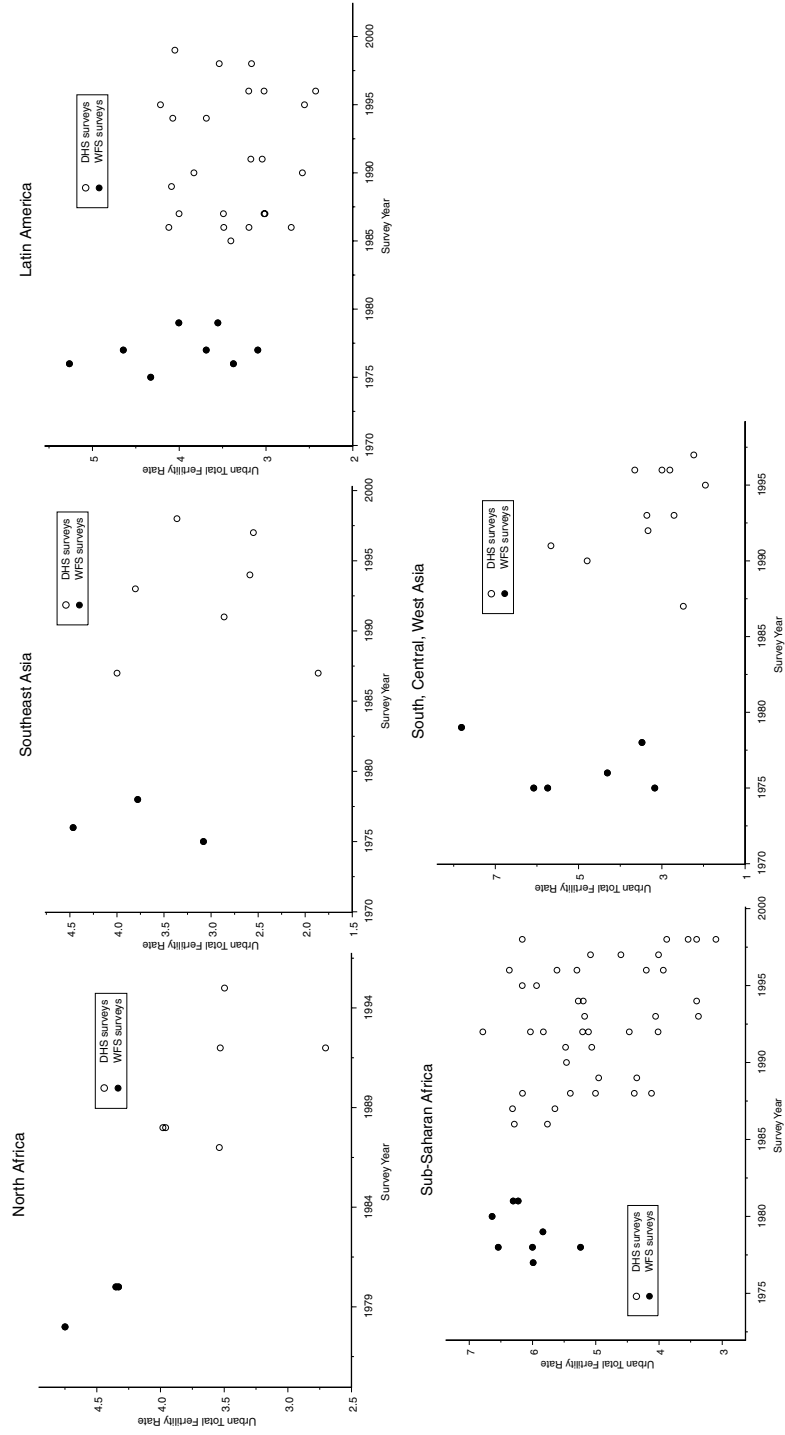 North Africa
DHS surveys
WFS surveys
Urban Total Fertility Rate
4.5
4.0
3.5
3.0
2.5
1979 1984 1989 1994
Survey Year
Southeast Asia
DHS surveys
WFS surveys
Urban Total Fertility Rate
4.5
4.0
3.5
3.0
2.5
2.0
1.5
1970 1975 1980 1985 1990 1995 2000
Survey Year
Latin America
DHS surveys
WFS surveys
Urban Total Fertility Rate
5
4
3
2
1970 1975 1980 1985 1990 1995 2000
Survey Year
Sub-Saharan Africa
DHS surveys
WFS surveys
Urban Total Fertility Rate
7
6
5
4
3
1975 1980 1985 1990 1995 2000
Survey Year
South, Central, West Asia
DHS surveys
WFS surveys
Urban Total Fertility Rate
7
5
3
1
1970 1975 1980 1985 1990 1995
Survey Year